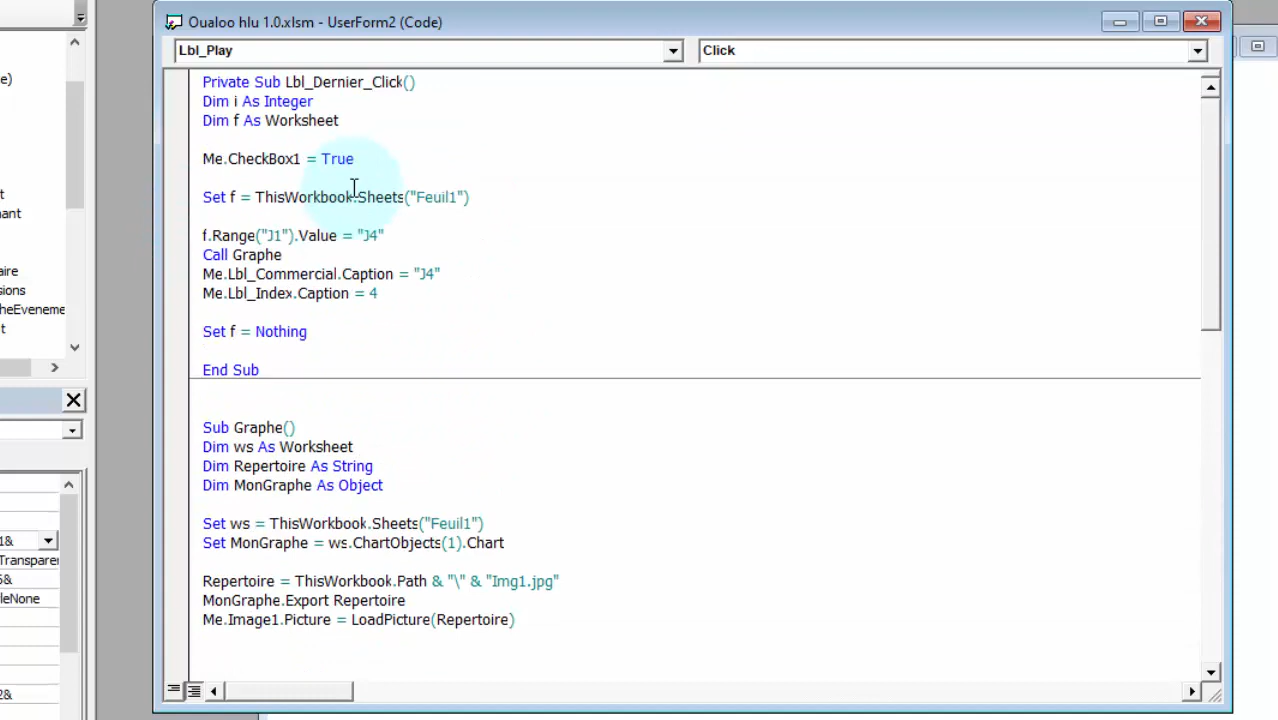 Oualoo hlu 1.0.xlsm - UserForm2 (Code)
Lbl_Play
Click
Private Sub Lbl_Dernier_Click()
Dim i As Integer
Dim f As Worksheet
Me.CheckBox1 = True
Set f = ThisWorkbook.Sheets("Feuil1")
f.Range("J1").Value = "J4"
Call Graphe
Me.Lbl_Commercial.Caption = "J4"
Me.Lbl_Index.Caption = 4
Set f = Nothing
End Sub
Sub Graphe()
Dim ws As Worksheet
Dim Repertoire As String
Dim MonGraphe As Object
Set ws = ThisWorkbook.Sheets("Feuil1")
Set MonGraphe = ws.ChartObjects(1).Chart
Repertoire = ThisWorkbook.Path & "\" & "Img1.jpg"
MonGraphe.Export Repertoire
Me.Image1.Picture = LoadPicture(Repertoire)